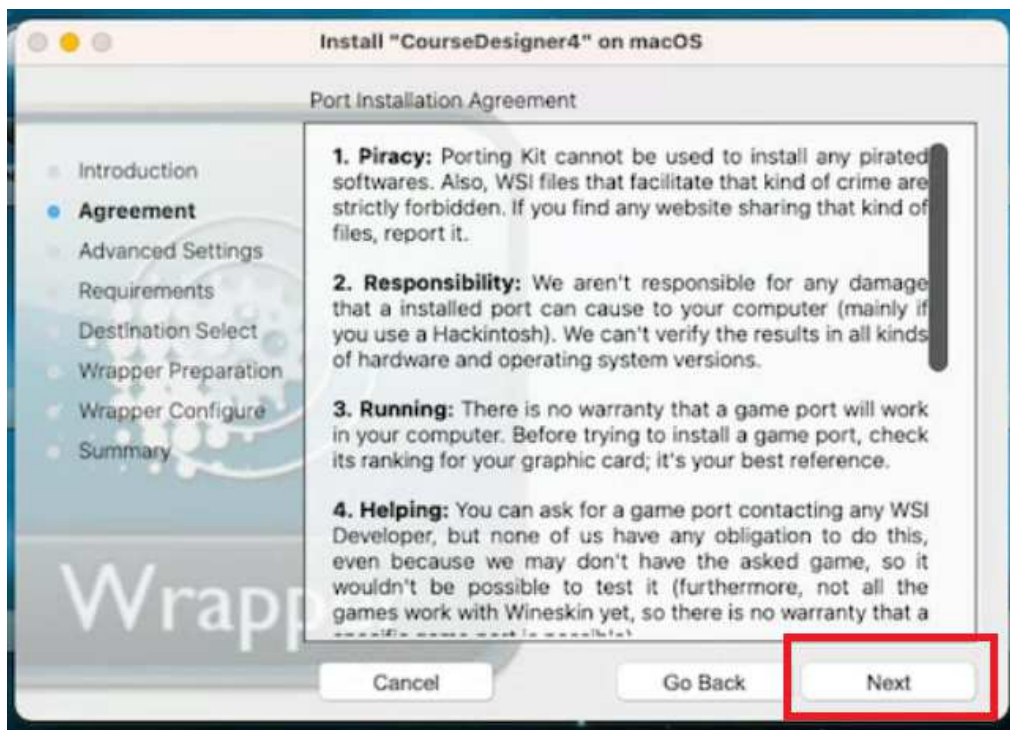 Install "CourseDesigner4" on macOS
Port Installation Agreement
Introduction
Agreement
Advanced Settings
Requirements
Destination Select
Wrapper Preparation
Wrapper Configure
Summary
1. Piracy: Porting Kit cannot be used to install any pirated
softwares. Also, WSI files that facilitate that kind of crime are
strictly forbidden. If you find any website sharing that kind of
files, report it.
2. Responsibility: We aren't responsible for any damage
that a installed port can cause to your computer (mainly if
you use a Hackintosh). We can't verify the results in all kinds
of hardware and operating system versions.
3. Running: There is no warranty that a game port will work
in your computer. Before trying to install a game port, check
its ranking for your graphic card; it's your best reference.
4. Helping: You can ask for a game port contacting any WSI
Developer, but none of us have any obligation to do this,
even because we may don't have the asked game, so it
wouldn't be possible to test it (furthermore, not all the
games work with Wineskin yet, so there is no warranty that a
Wrapp
Cancel
Go Back
Next